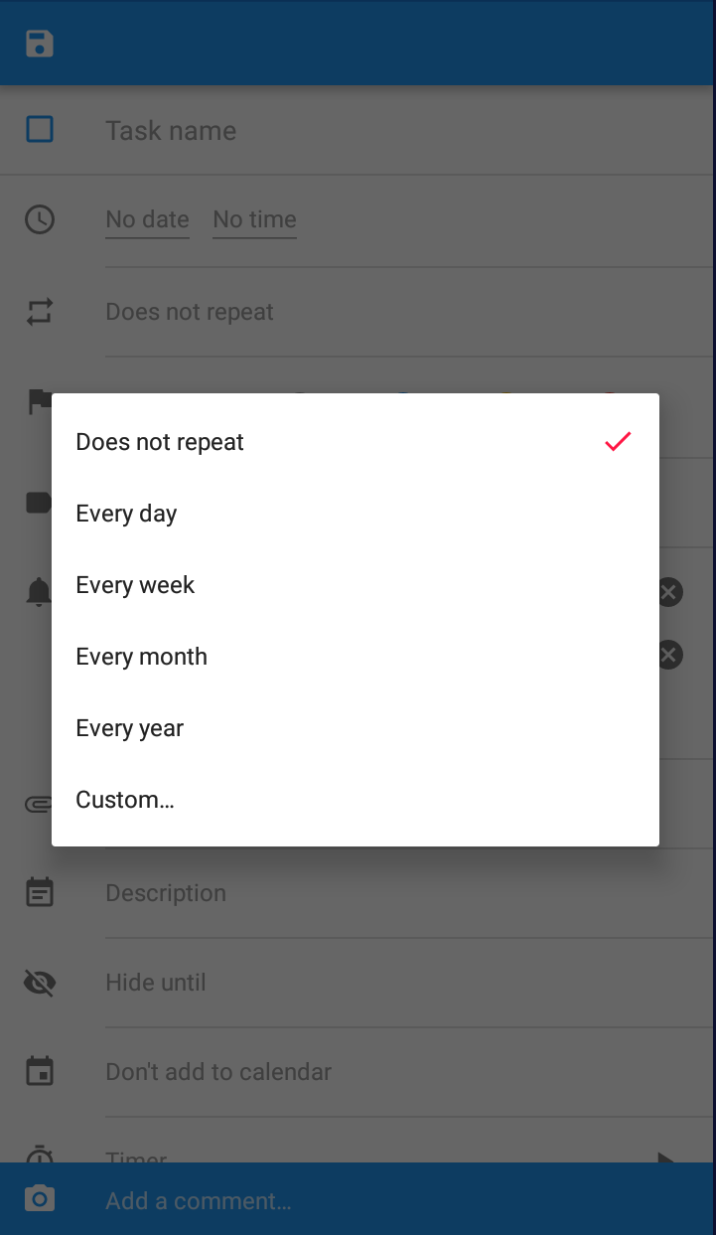 Task name
No date No time
Does not repeat
Does not repeat
Every day
Every week
Every month
Every year
Custom...
Description
Hide until
Don't add to calendar
Timer
Add a comment...